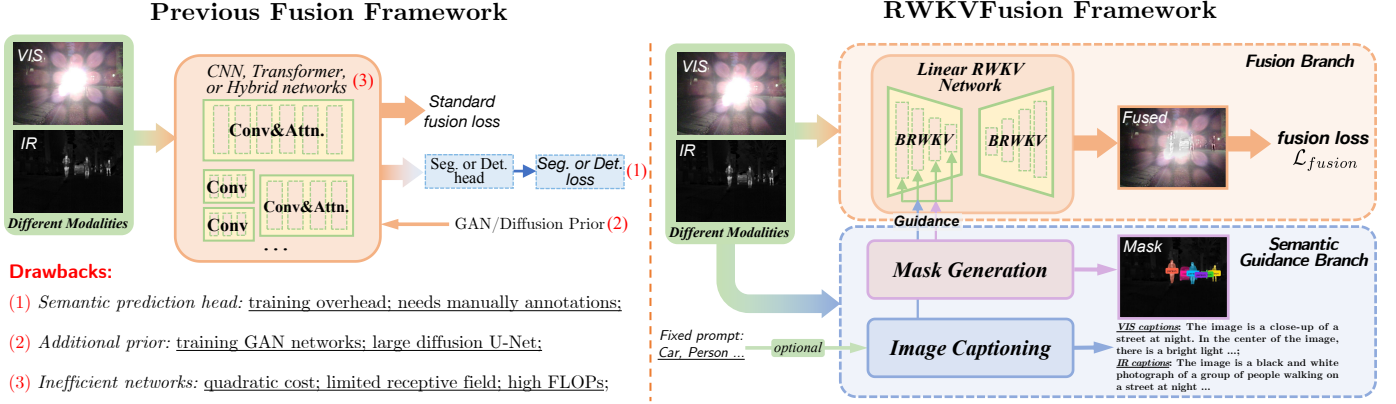 Previous Fusion Framework
VIS
IR
Different Modalities
CNN, Transformer,
or Hybrid networks (3)
Conv&Attn.
Conv
Conv
Conv&Attn.
...
Standard
fusion loss
Seg. or Det.
head
Seg. or Det.
loss
(1)
GAN/Diffusion Prior(2)
Drawbacks:
(1) Semantic prediction head: training overhead; needs manually annotations;
(2) Additional prior: training GAN networks; large diffusion U-Net;
(3) Inefficient networks: quadratic cost; limited receptive field; high FLOPs;
RWKVFusion Framework
VIS
IR
Different Modalities
Linear RWKV
Network
BRWKV
BRWKV
Fusion Branch
Fused
fusion loss
L_fusion
Guidance
Mask Generation
Mask
Semantic
Guidance Branch
Fixed prompt:
Car, Person ...
optional
Image Captioning
VIS captions: The image is a close-up of a
street at night. In the center of the image,
there is a bright light ...;
IR captions: The image is a black and white
photograph of a group of people walking on
a street at night ...